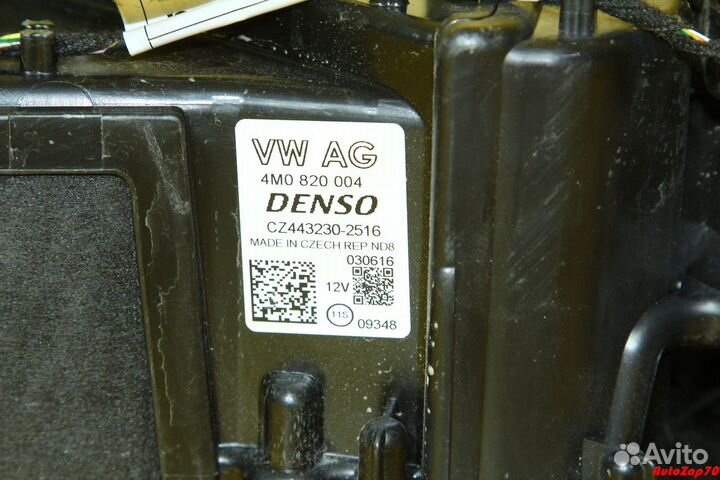 VW AG
4M0 820 004
DENSO
CZ443230-2516
MADE IN CZECH REP ND8
030616
12V
11S
09348
Avito
AutoZap70